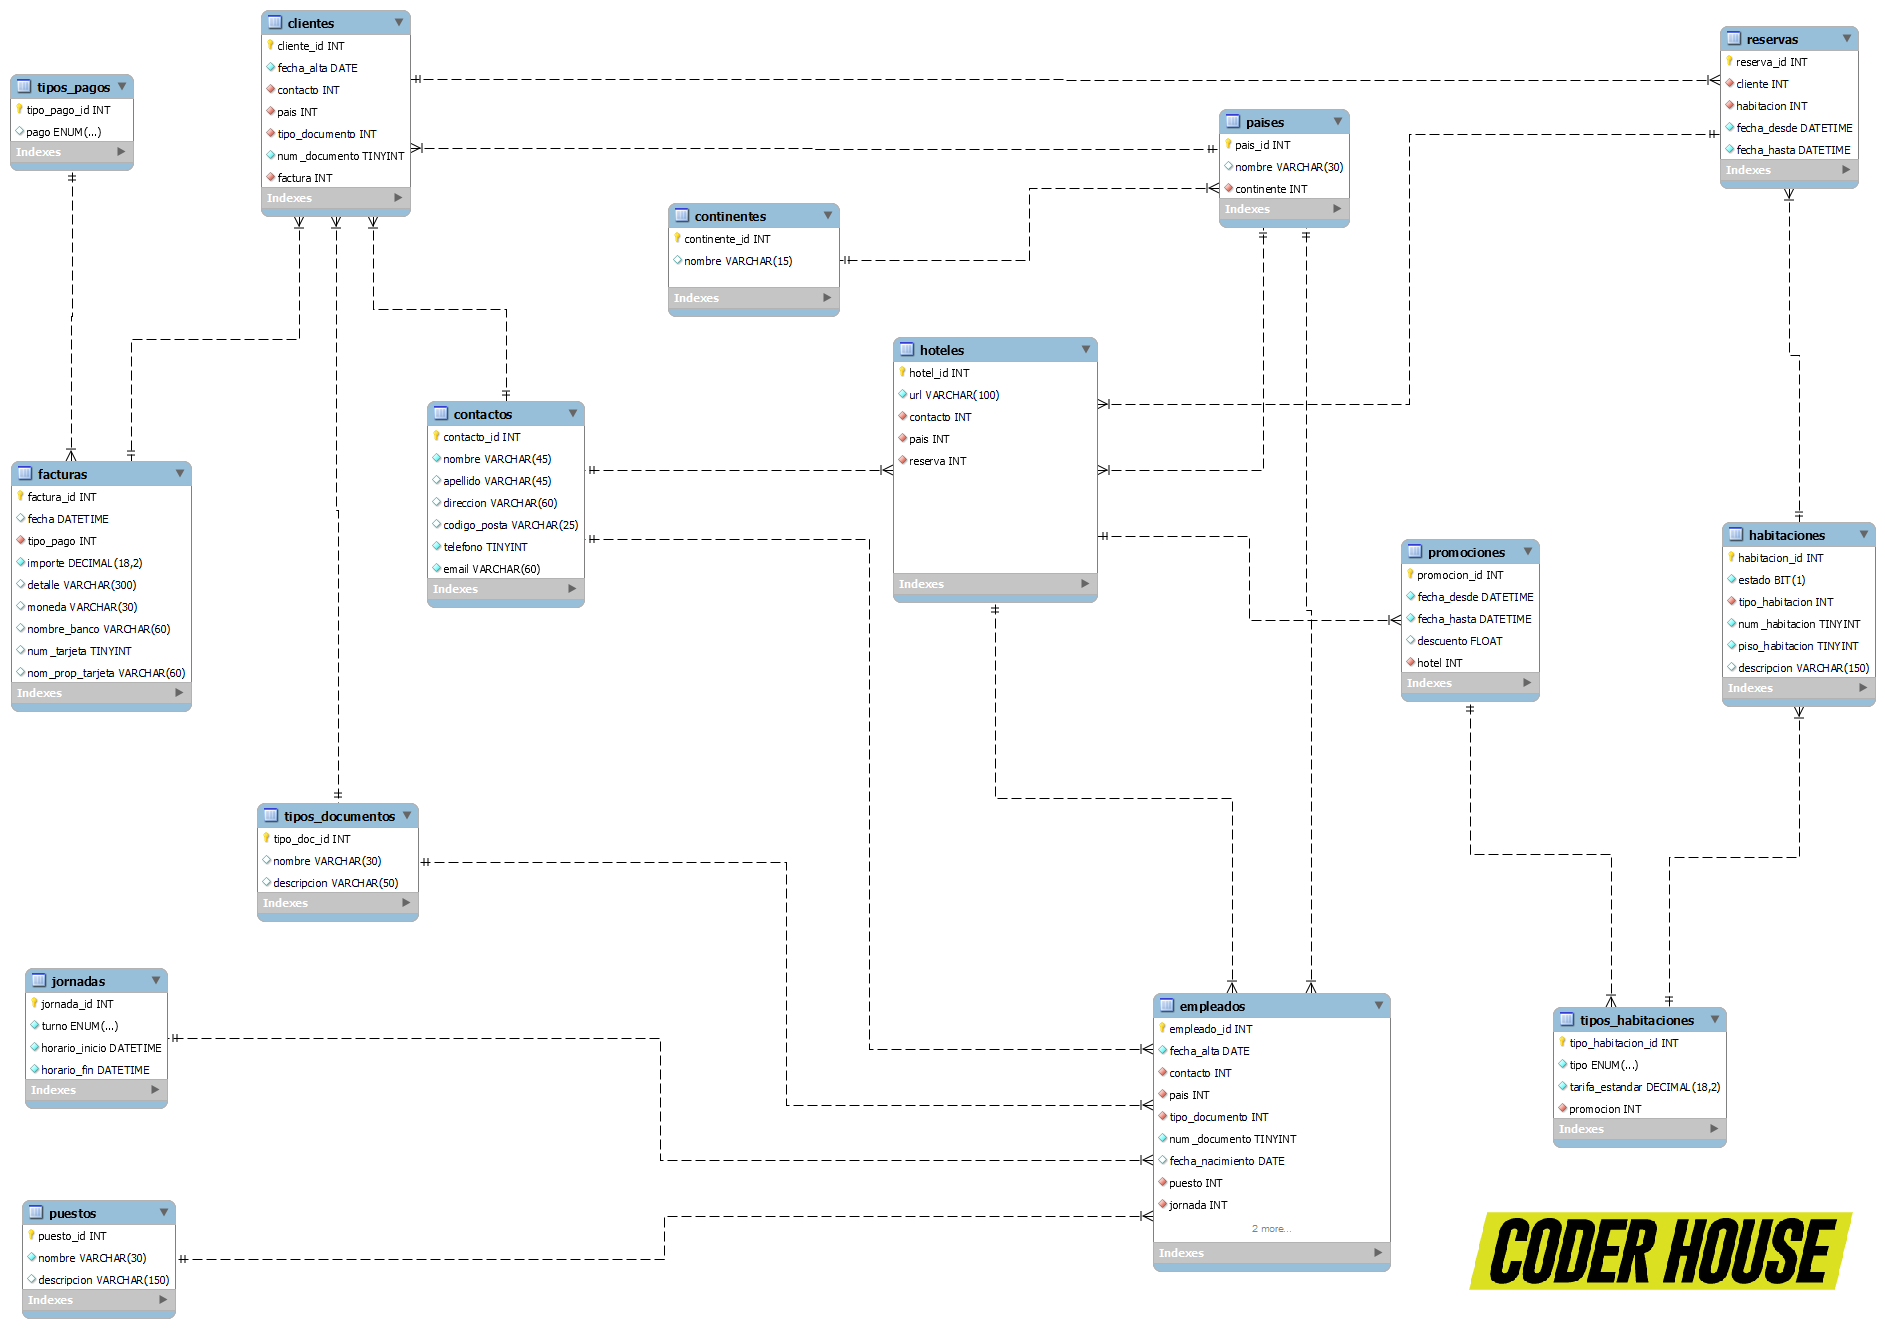 clientes
cliente_id INT
fecha_alta DATE
contacto INT
pais INT
tipo_documento INT
num_documento TINYINT
factura INT
Indexes
reservas
reserva_id INT
cliente INT
habitacion INT
fecha_desde DATETIME
fecha_hasta DATETIME
Indexes
tipos_pagos
tipo_pago_id INT
pago ENUM(...)
Indexes
paises
pais_id INT
nombre VARCHAR(30)
continente INT
Indexes
continentes
continente_id INT
nombre VARCHAR(15)
Indexes
hoteles
hotel_id INT
url VARCHAR(100)
contacto INT
pais INT
reserva INT
Indexes
contactos
contacto_id INT
nombre VARCHAR(45)
apellido VARCHAR(45)
direccion VARCHAR(60)
codigo_posta VARCHAR(25)
telefono TINYINT
email VARCHAR(60)
Indexes
facturas
factura_id INT
fecha DATETIME
tipo_pago INT
importe DECIMAL(18,2)
detalle VARCHAR(300)
moneda VARCHAR(30)
nombre_banco VARCHAR(60)
num_tarjeta TINYINT
nom_prop_tarjeta VARCHAR(60)
Indexes
promociones
promocion_id INT
fecha_desde DATETIME
fecha_hasta DATETIME
descuento FLOAT
hotel INT
Indexes
habitaciones
habitacion_id INT
estado BIT(1)
tipo_habitacion INT
num_habitacion TINYINT
piso_habitacion TINYINT
descripcion VARCHAR(150)
Indexes
tipos_documentos
tipo_doc_id INT
nombre VARCHAR(30)
descripcion VARCHAR(50)
Indexes
jornadas
jornada_id INT
turno ENUM(...)
horario_inicio DATETIME
horario_fin DATETIME
Indexes
empleados
empleado_id INT
fecha_alta DATE
contacto INT
pais INT
tipo_documento INT
num_documento TINYINT
fecha_nacimiento DATE
puesto INT
jornada INT
2 more...
Indexes
tipos_habitaciones
tipo_habitacion_id INT
tipo ENUM(...)
tarifa_estandar DECIMAL(18,2)
promocion INT
Indexes
puestos
puesto_id INT
nombre VARCHAR(30)
descripcion VARCHAR(150)
Indexes
CODER HOUSE